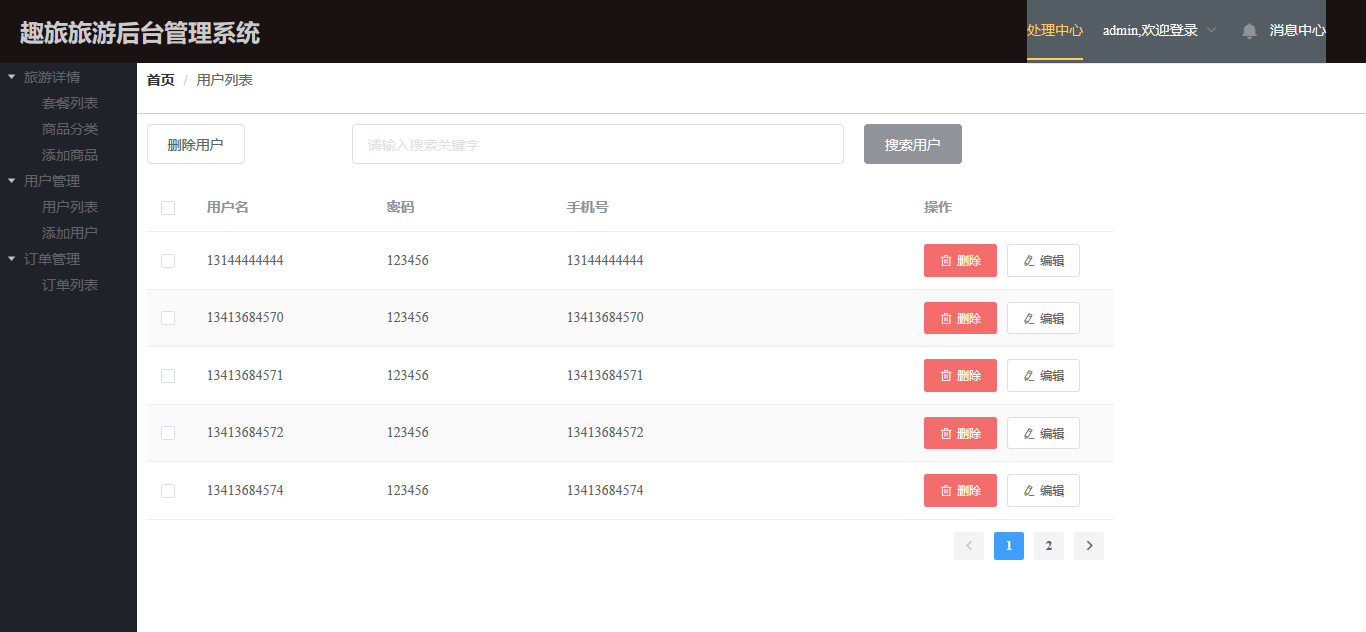 趣旅旅游后台管理系统
处理中心 admin,欢迎登录 消息中心
旅游详情
套餐列表
商品分类
添加商品
用户管理
用户列表
添加用户
订单管理
订单列表
首页 / 用户列表
删除用户 请输入搜索关键字 搜索用户
用户名 密码 手机号 操作
13144444444 123456 13144444444 删除 编辑
13413684570 123456 13413684570 删除 编辑
13413684571 123456 13413684571 删除 编辑
13413684572 123456 13413684572 删除 编辑
13413684574 123456 13413684574 删除 编辑
1 2